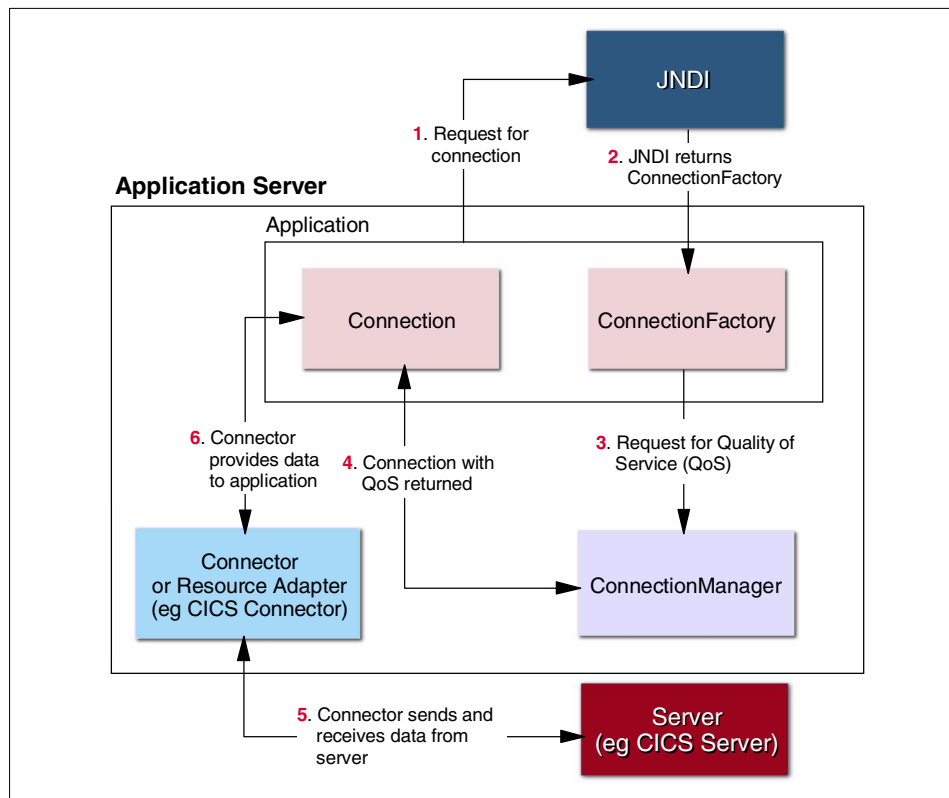 JNDI
1. Request for
connection
2. JNDI returns
ConnectionFactory
Application Server
Application
Connection
ConnectionFactory
6. Connector
provides data
to application
4. Connection with
QoS returned
3. Request for Quality of
Service (QoS)
Connector
or Resource Adapter
(eg CICS Connector)
ConnectionManager
5. Connector sends and
receives data from
server
Server
(eg CICS Server)